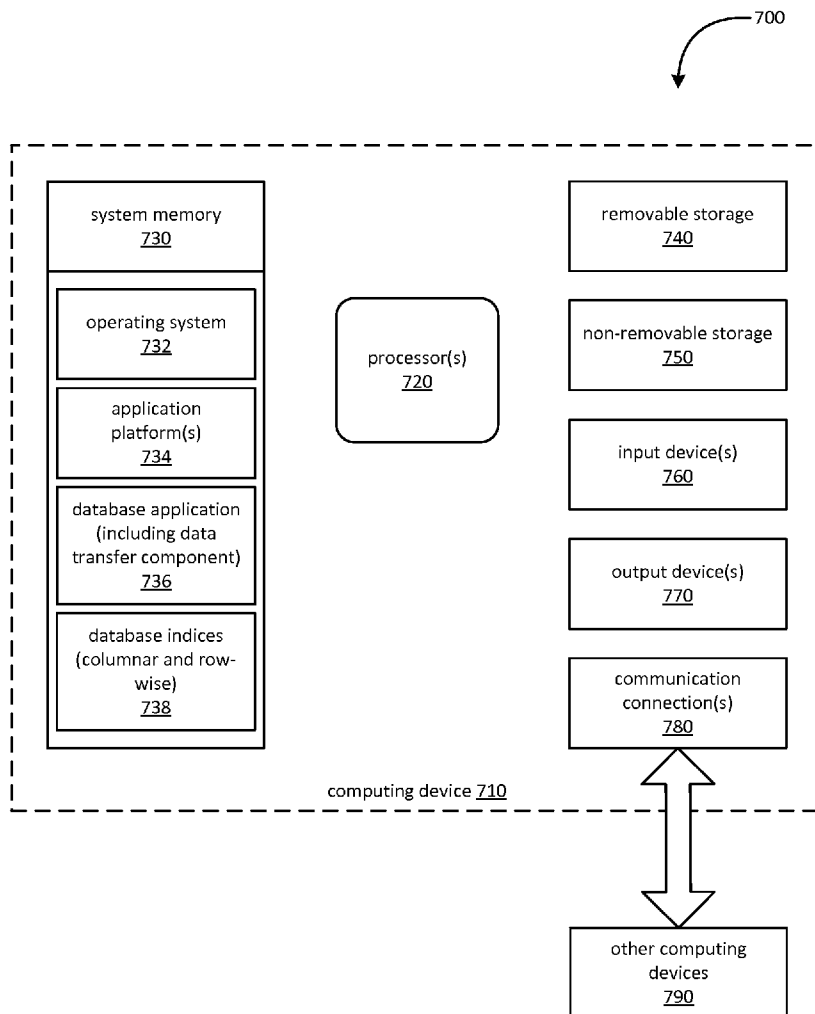 700
system memory
730
operating system
732
application
platform(s)
734
database application
(including data
transfer component)
736
database indices
(columnar and row-
wise)
738
processor(s)
720
removable storage
740
non-removable storage
750
input device(s)
760
output device(s)
770
communication
connection(s)
780
computing device 710
other computing
devices
790